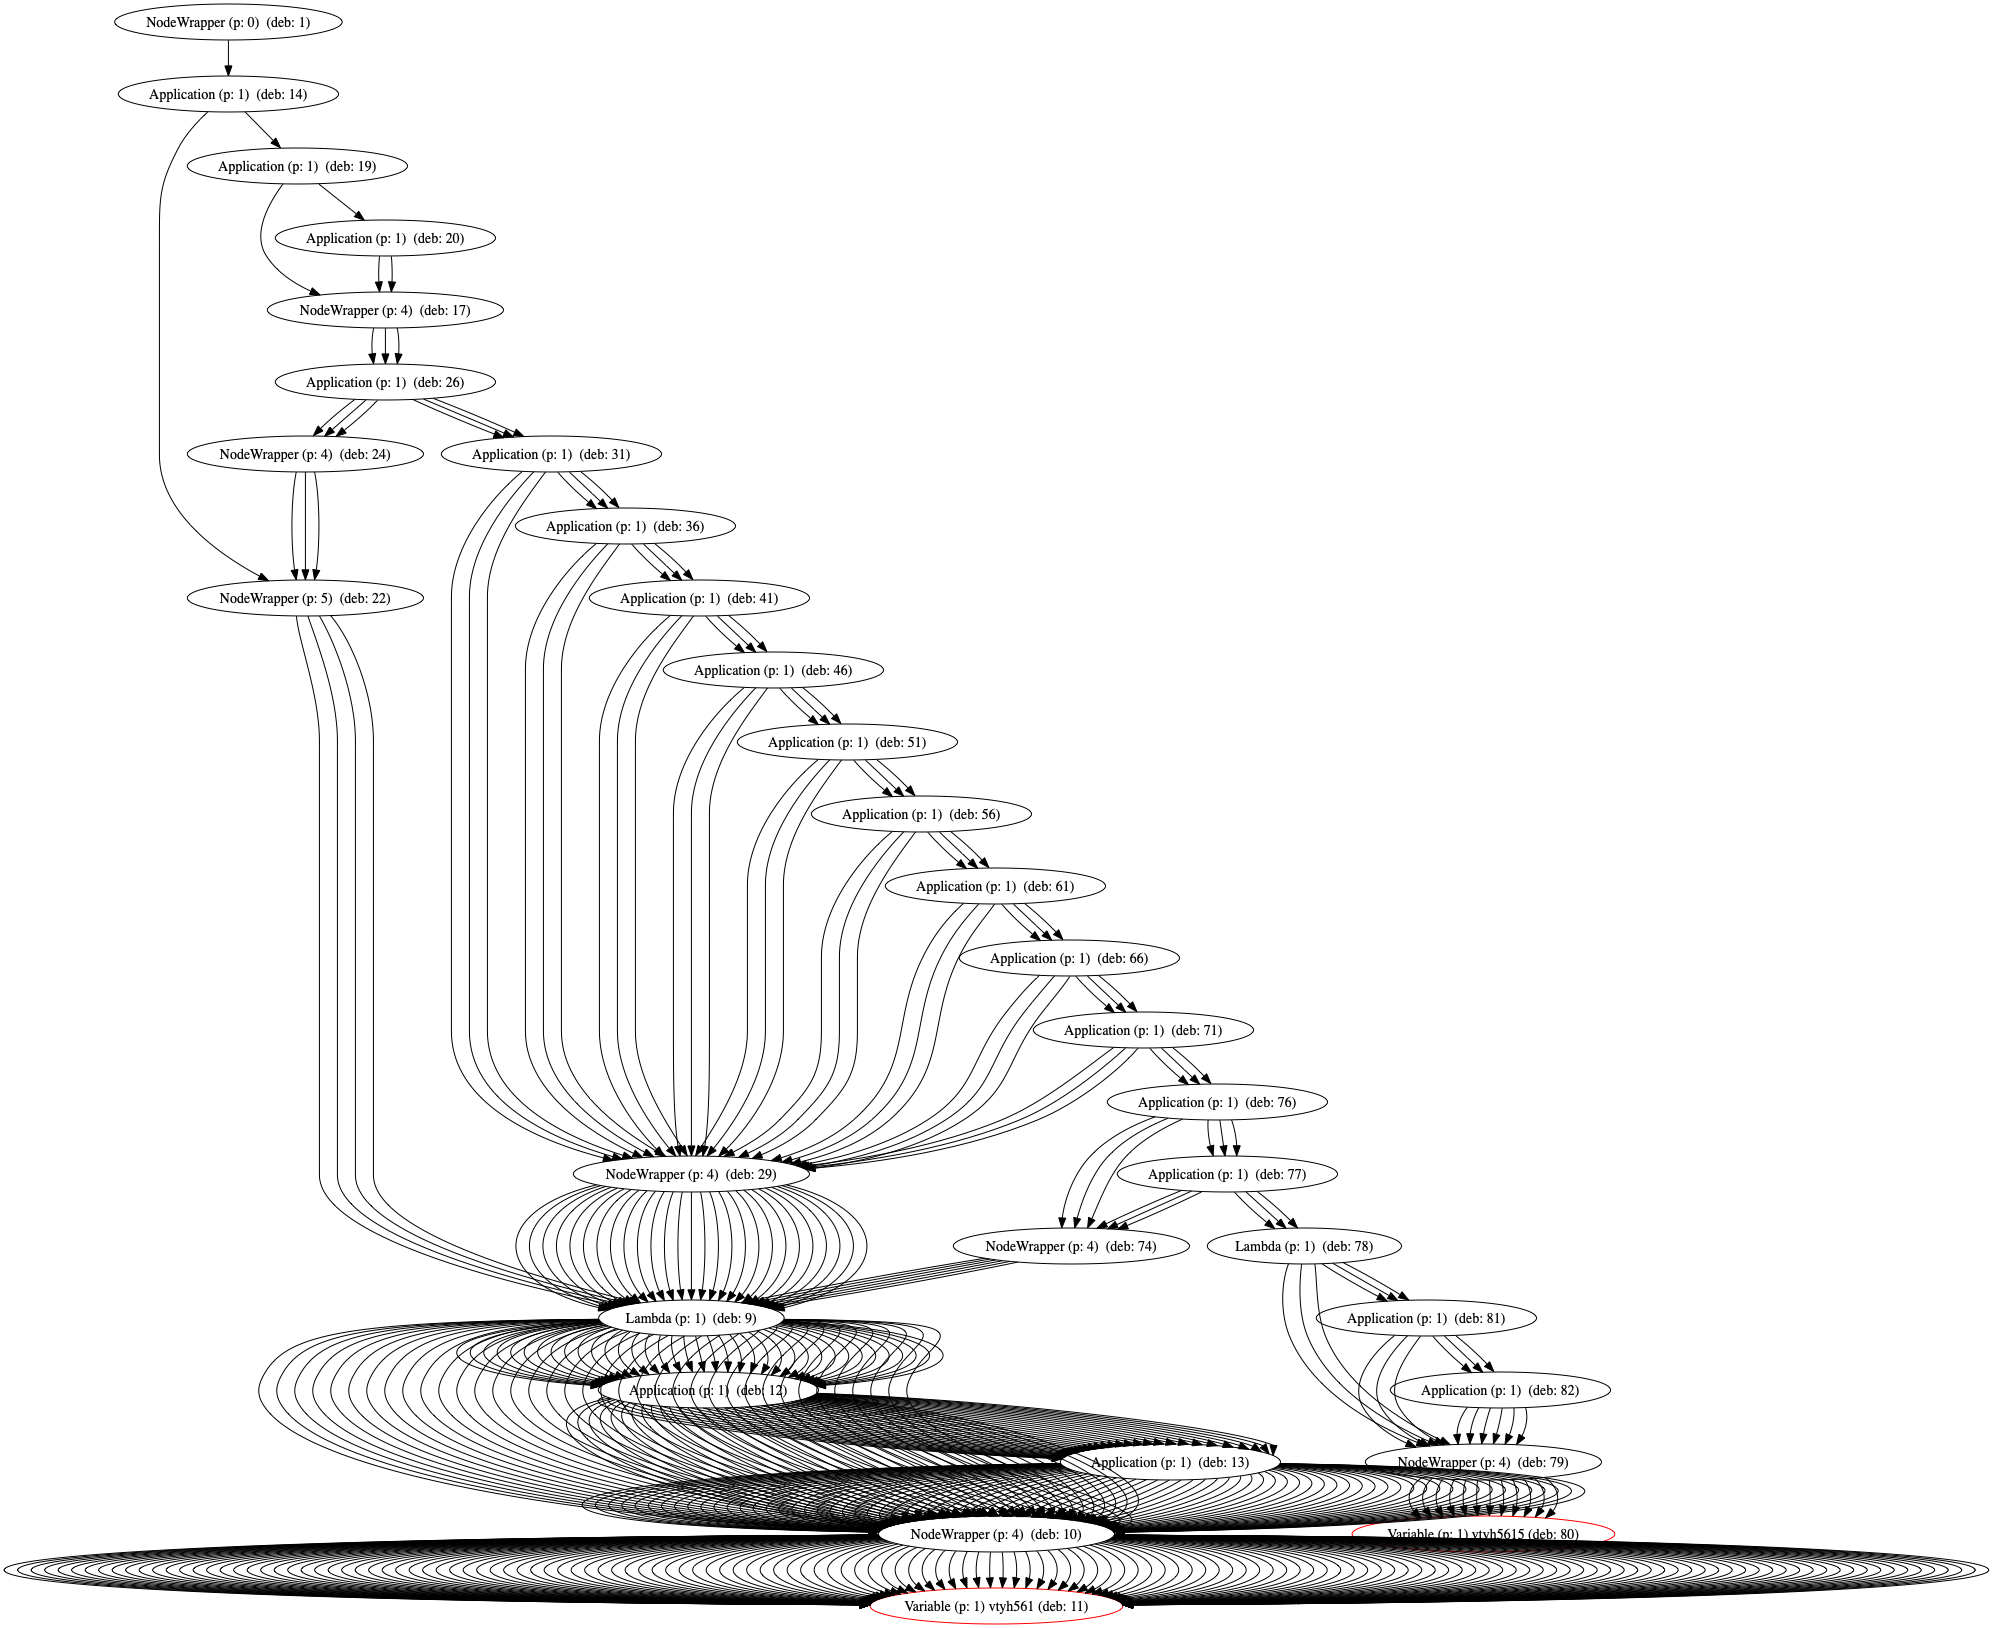 NodeWrapper (p: 0)  (deb: 1)
Application (p: 1)  (deb: 14)
Application (p: 1)  (deb: 19)
Application (p: 1)  (deb: 20)
NodeWrapper (p: 4)  (deb: 17)
Application (p: 1)  (deb: 26)
NodeWrapper (p: 4)  (deb: 24)
Application (p: 1)  (deb: 31)
Application (p: 1)  (deb: 36)
NodeWrapper (p: 5)  (deb: 22)
Application (p: 1)  (deb: 41)
Application (p: 1)  (deb: 46)
Application (p: 1)  (deb: 51)
Application (p: 1)  (deb: 56)
Application (p: 1)  (deb: 61)
Application (p: 1)  (deb: 66)
Application (p: 1)  (deb: 71)
Application (p: 1)  (deb: 76)
NodeWrapper (p: 4)  (deb: 29)
Application (p: 1)  (deb: 77)
NodeWrapper (p: 4)  (deb: 74)
Lambda (p: 1)  (deb: 78)
Lambda (p: 1)  (deb: 9)
Application (p: 1)  (deb: 81)
Application (p: 1)  (deb: 12)
Application (p: 1)  (deb: 82)
Application (p: 1)  (deb: 13)
NodeWrapper (p: 4)  (deb: 79)
NodeWrapper (p: 4)  (deb: 10)
Variable (p: 1) vtyh5615 (deb: 80)
Variable (p: 1) vtyh561 (deb: 11)